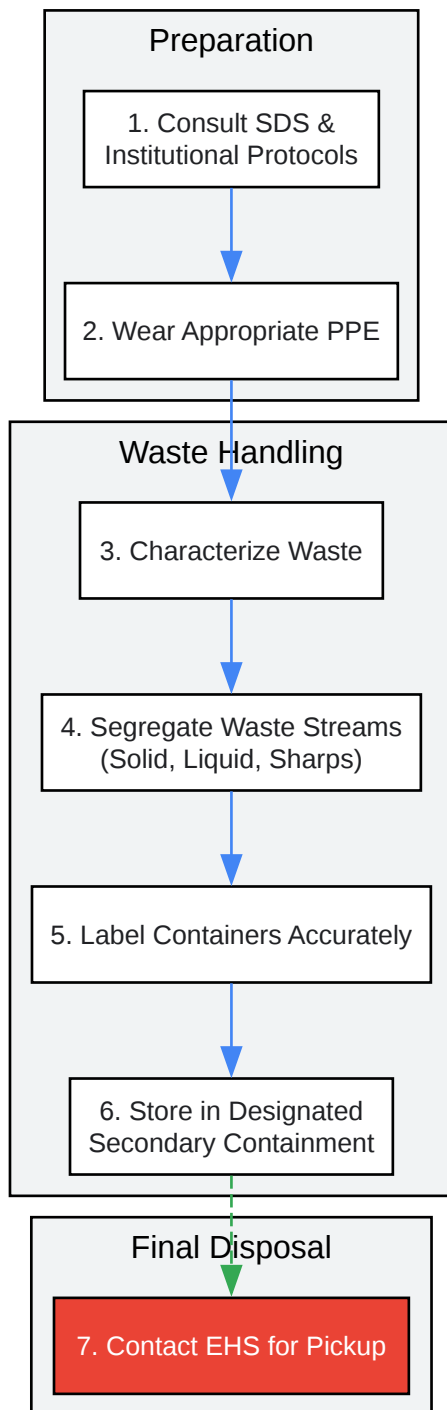 Preparation
1. Consult SDS &
Institutional Protocols
2. Wear Appropriate PPE
Waste Handling
3. Characterize Waste
4. Segregate Waste Streams
(Solid, Liquid, Sharps)
5. Label Containers Accurately
6. Store in Designated
Secondary Containment
Final Disposal
7. Contact EHS for Pickup